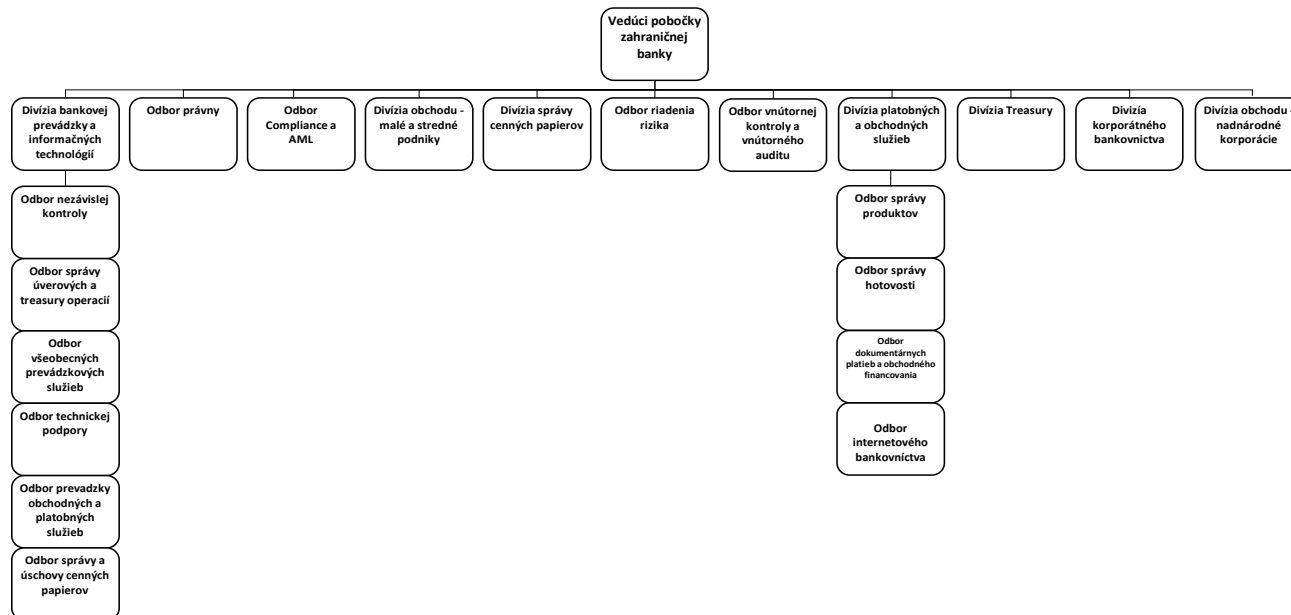 Vedúci pobočky
zahraničnej
banky
Divízia bankovej
prevádzky a
informačných
technológií
Odbor právny
Odbor
Compliance a
AML
Divízia obchodu -
malé a stredné
podniky
Divízia správy
cenných papierov
Odbor riadenia
rizika
Odbor vnútornej
kontroly a
vnútorného
auditu
Divízia platobných
a obchodných
služieb
Divízia Treasury
Divizía
korporátného
bankovnictva
Divízia obchodu -
nadnárodné
korporácie
Odbor nezávislej
kontroly
Odbor správy
úverových a
treasury operacií
Odbor
všeobecných
prevádzkových
služieb
Odbor technickej
podpory
Odbor prevadzky
obchodných a
platobných
služieb
Odbor správy a
úschovy cenných
papierov
Odbor správy
produktov
Odbor správy
hotovosti
Odbor
dokumentárnych
platieb a obchodného
financovania
Odbor
internetového
bankovníctva